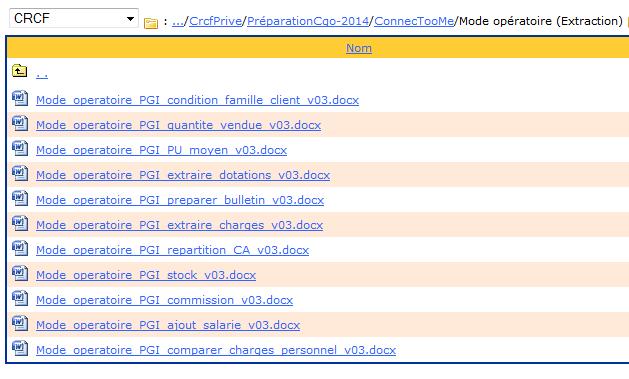 CRCF : .../CrcfPrive/PréparationCgo-2014/ConnecTooMe/Mode opératoire (Extraction)
Nom
. .
Mode_operatoire_PGI_condition_famille_client_v03.docx
Mode_operatoire_PGI_quantite_vendue_v03.docx
Mode_operatoire_PGI_PU_moyen_v03.docx
Mode_operatoire_PGI_extraire_dotations_v03.docx
Mode_operatoire_PGI_preparer_bulletin_v03.docx
Mode_operatoire_PGI_extraire_charges_v03.docx
Mode_operatoire_PGI_repartition_CA_v03.docx
Mode_operatoire_PGI_stock_v03.docx
Mode_operatoire_PGI_commission_v03.docx
Mode_operatoire_PGI_ajout_salarie_v03.docx
Mode_operatoire_PGI_comparer_charges_personnel_v03.docx